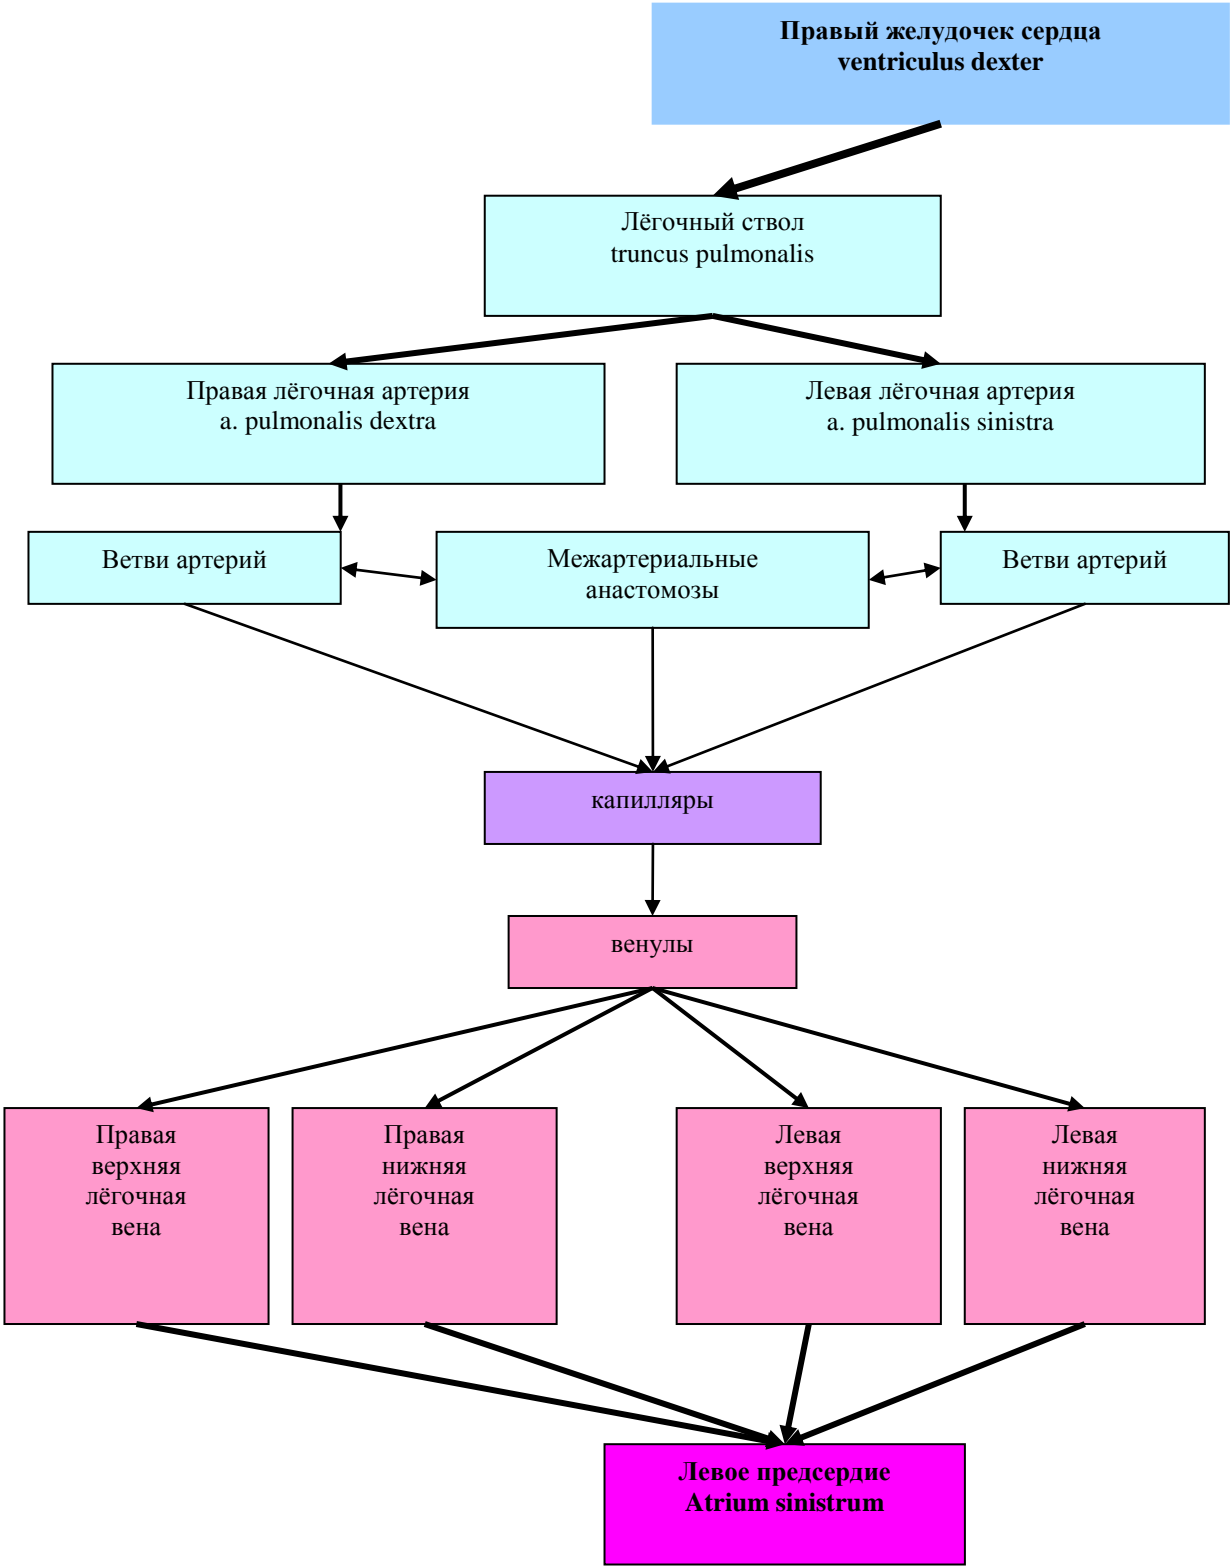 Правый желудочек сердца
ventriculus dexter
Лёгочный ствол
truncus pulmonalis
Правая лёгочная артерия
a. pulmonalis dextra
Левая лёгочная артерия
a. pulmonalis sinistra
Ветви артерий
Межартериальные
анастомозы
Ветви артерий
капилляры
венулы
Правая
верхняя
лёгочная
вена
Правая
нижняя
лёгочная
вена
Левая
верхняя
лёгочная
вена
Левая
нижняя
лёгочная
вена
Левое предсердие
Atrium sinistrum